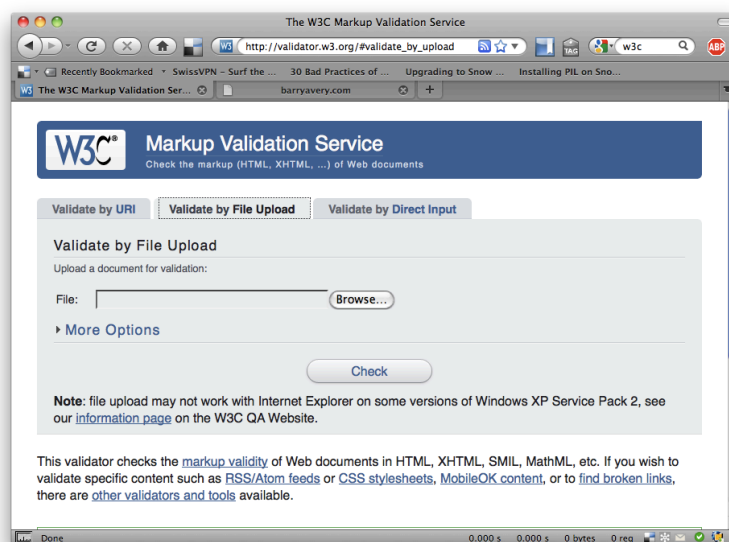 The W3C Markup Validation Service
W3 http://validator.w3.org/#validate_by_upload TAG w3c ABP
Recently Bookmarked SwissVPN – Surf the ... 30 Bad Practices of ... Upgrading to Snow ... Installing PIL on Sno...
W3 The W3C Markup Validation Ser... barryavery.com +
W3C® Markup Validation Service
Check the markup (HTML, XHTML, ...) of Web documents
Validate by URI Validate by File Upload Validate by Direct Input
Validate by File Upload
Upload a document for validation:
File: Browse...
More Options
Check
Note: file upload may not work with Internet Explorer on some versions of Windows XP Service Pack 2, see
our information page on the W3C QA Website.
This validator checks the markup validity of Web documents in HTML, XHTML, SMIL, MathML, etc. If you wish to
validate specific content such as RSS/Atom feeds or CSS stylesheets, MobileOK content, or to find broken links,
there are other validators and tools available.
Done 0.000 s 0.000 s 0 bytes 0 req